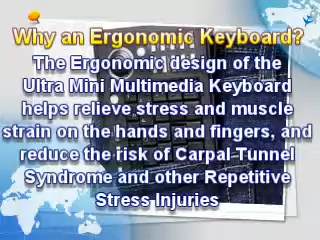 Why an Ergonomic Keyboard?
The Ergonomic design of the
Ultra Mini Multimedia Keyboard
helps relieve stress and muscle
strain on the hands and fingers, and
reduce the risk of Carpal Tunnel
Syndrome and other Repetitive
Stress Injuries